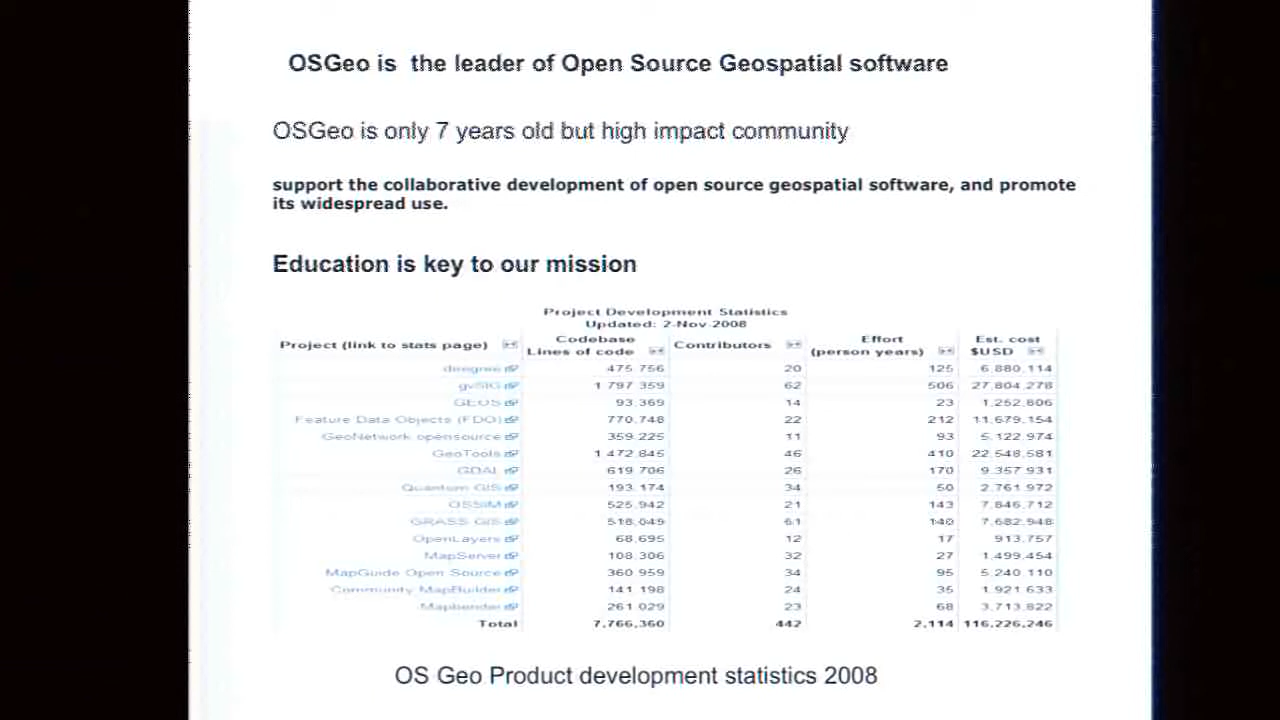 OSGeo is the leader of Open Source Geospatial software
OSGeo is only 7 years old but high impact community
support the collaborative development of open source geospatial software, and promote
its widespread use.
Education is key to our mission
Project Development Statistics
Updated: 2-Nov-2008
Project (link to stats page) Codebase Lines of code Contributors Effort (person years) Est. cost $USD
deegree 475,756 20 125 6,880,114
gvSIG 1,797,359 62 506 27,804,278
GEOS 93,369 14 23 1,252,806
Feature Data Objects (FDO) 770,748 22 212 11,679,154
GeoNetwork opensource 359,225 11 93 5,122,974
GeoTools 1,472,845 46 410 22,548,581
GDAL 619,706 26 170 9,357,931
Quantum GIS 193,174 34 50 2,761,972
OSSIM 525,942 21 143 7,846,712
GRASS GIS 518,049 61 140 7,682,948
OpenLayers 68,695 12 17 913,757
MapServer 108,306 32 27 1,499,454
MapGuide Open Source 360,959 34 95 5,240,110
Community MapBuilder 141,198 24 35 1,921,633
Mapbender 261,029 23 68 3,713,822
Total 7,766,360 442 2,114 116,226,246
OS Geo Product development statistics 2008